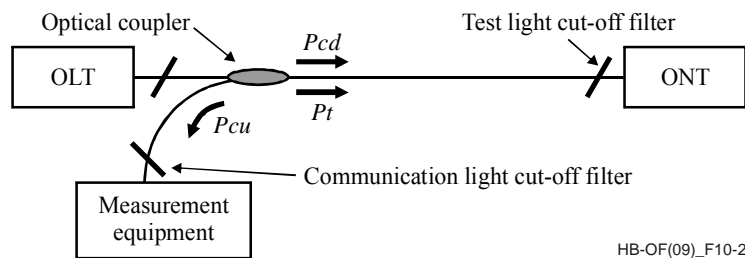 Optical coupler
Pcd
Test light cut-off filter
OLT
ONT
Pt
Pcu
Communication light cut-off filter
Measurement
equipment
HB-OF(09)_F10-2